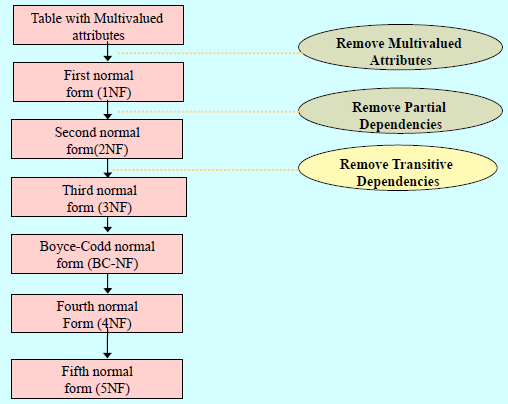 Table with Multivalued
attributes
Remove Multivalued
Attributes
First normal
form (1NF)
Remove Partial
Dependencies
Second normal
form(2NF)
Remove Transitive
Dependencies
Third normal
form (3NF)
Boyce-Codd normal
form (BC-NF)
Fourth normal
Form (4NF)
Fifth normal
form (5NF)